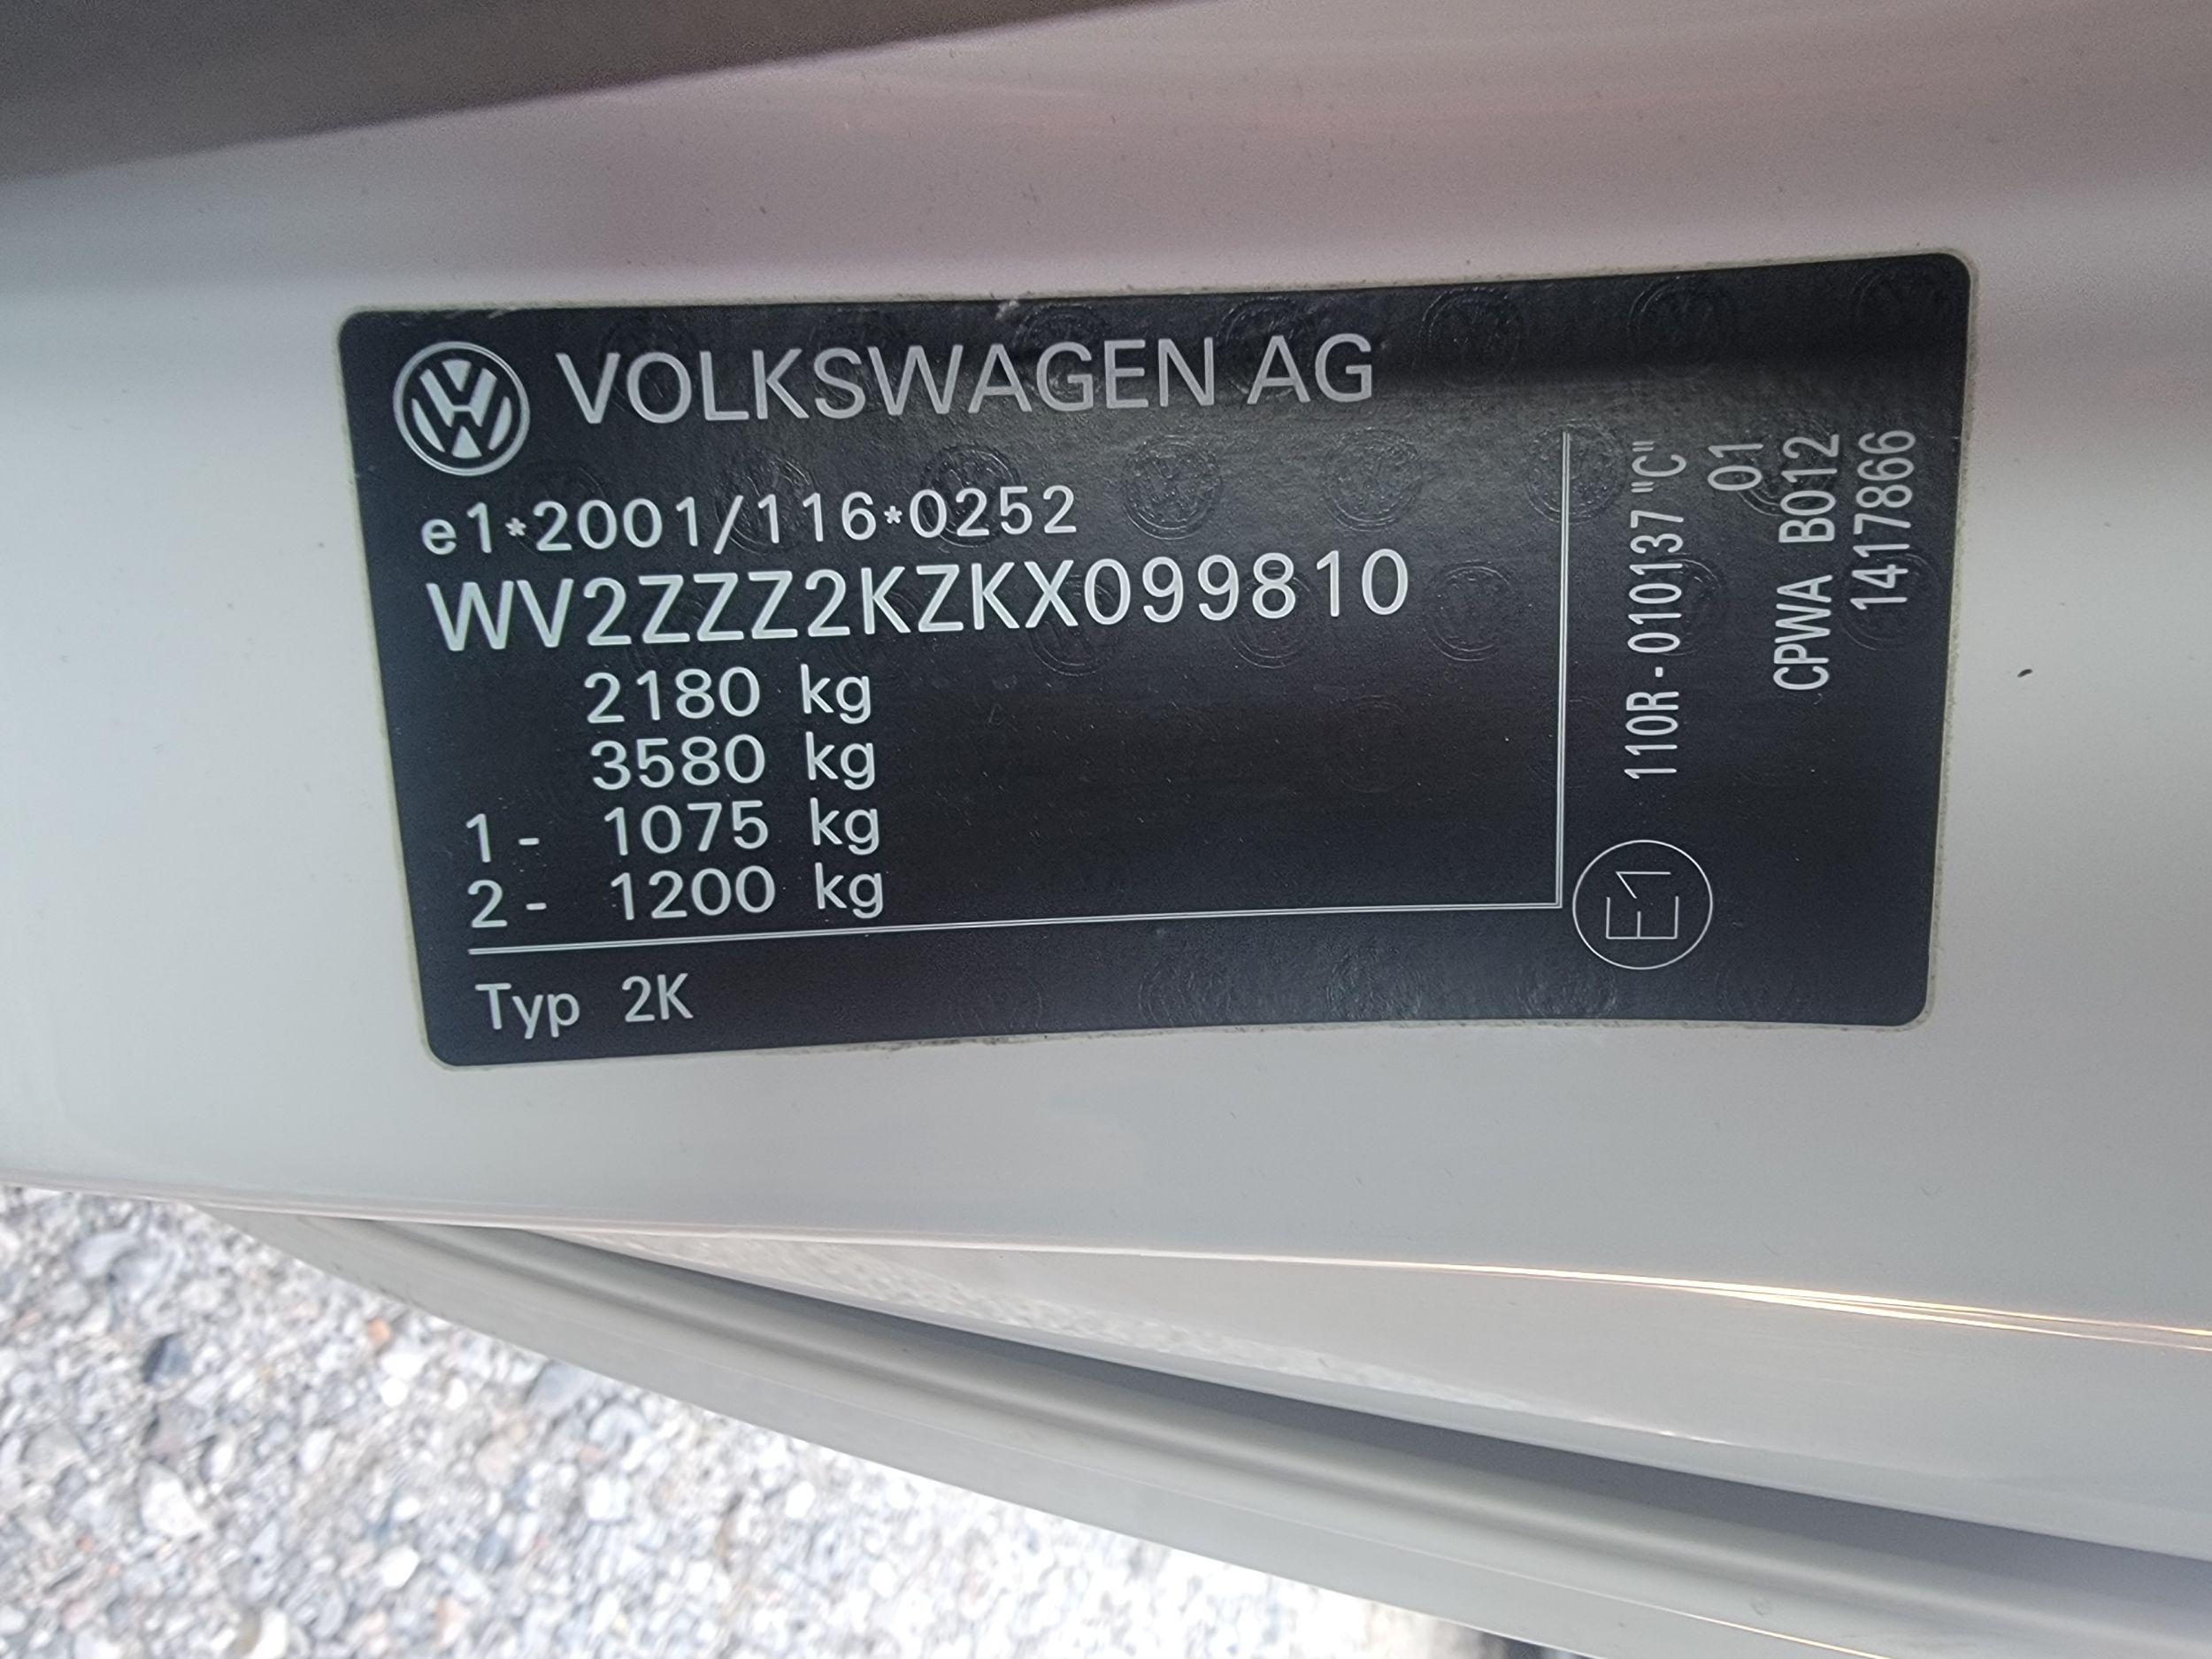 VOLKSWAGEN AG
e1*2001/116*0252
WV2ZZZ2KZKX099810
2180 kg
3580 kg
1- 1075 kg
2- 1200 kg
Typ 2K
E1 110R-010137 "C"
01
CPWA B012
1417866